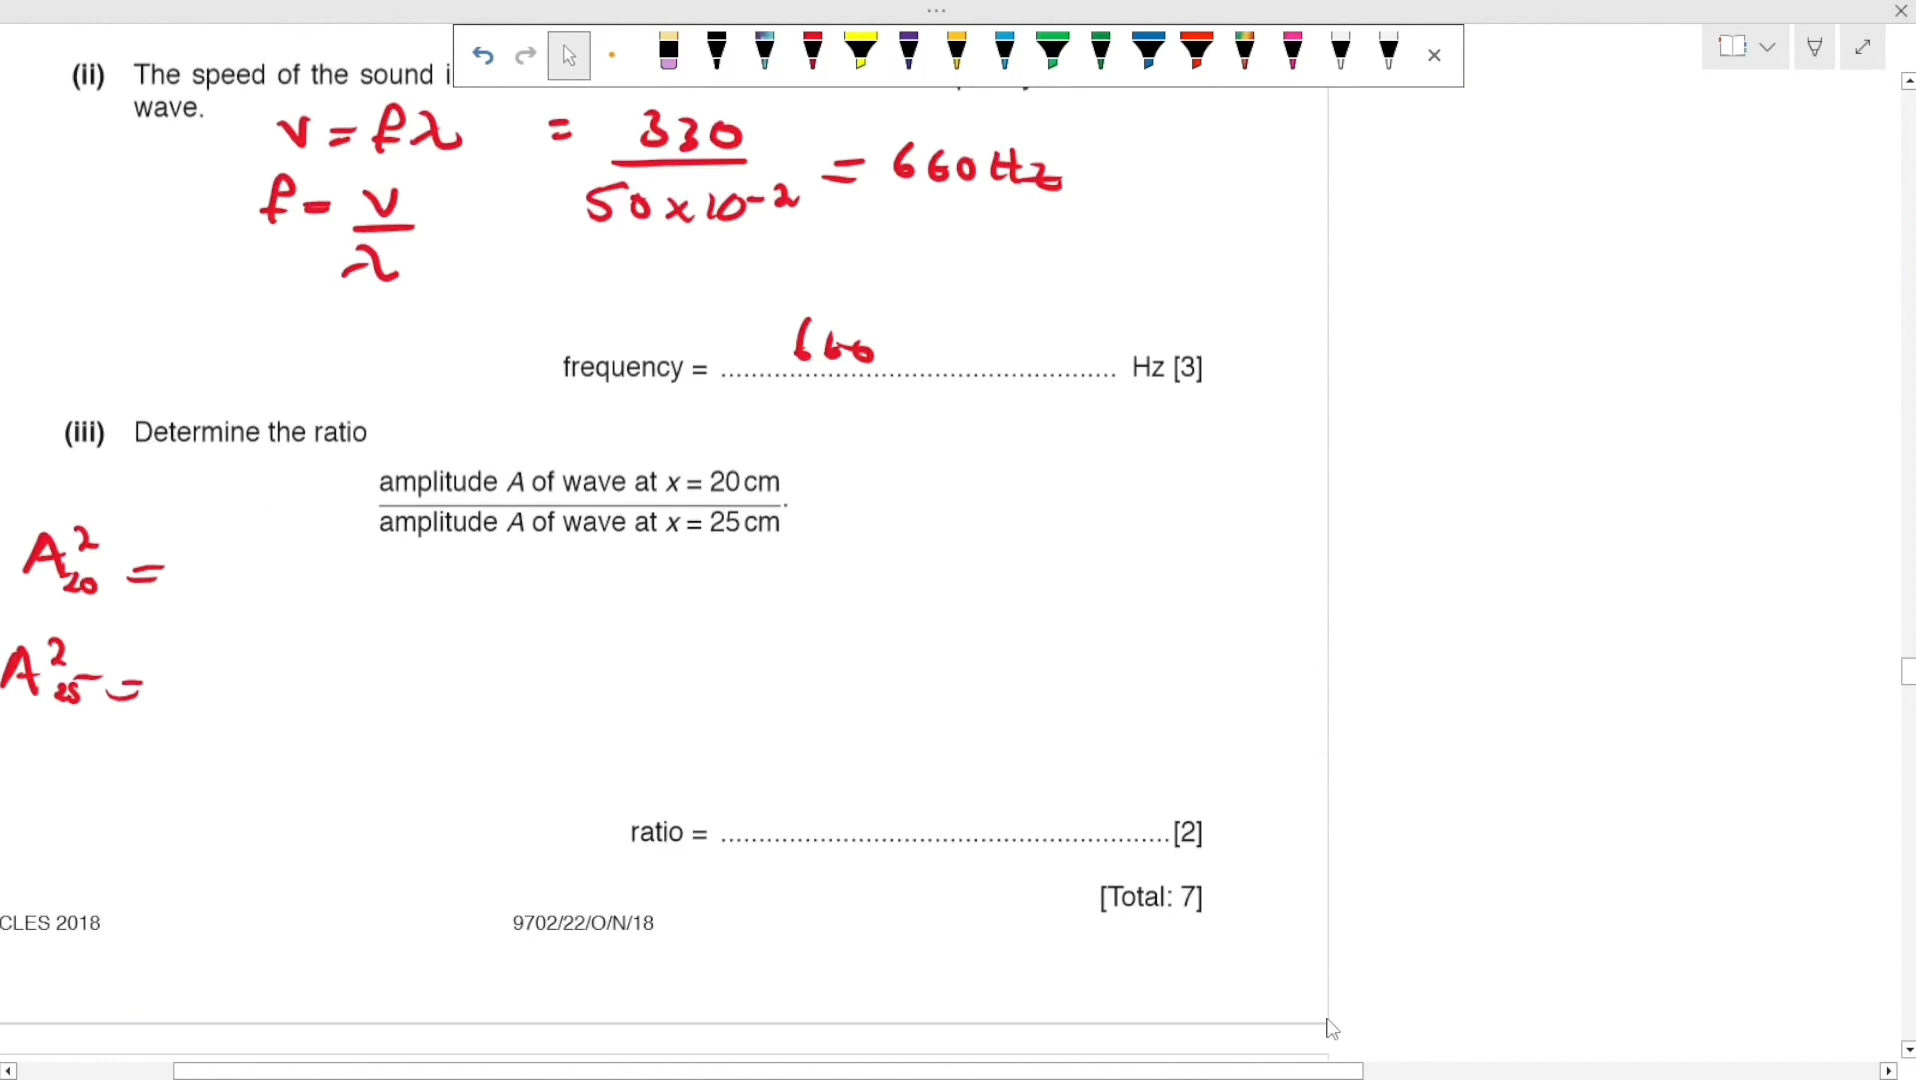 (ii) The speed of the sound i
wave.
v = fλ = 330 / 50 x 10⁻² = 660 Hz
f = v / λ
660
frequency = .................................................... Hz [3]
(iii) Determine the ratio
amplitude A of wave at x = 20 cm
amplitude A of wave at x = 25 cm.
A²₂₀ =
A²₂₅ =
ratio = ...........................................................[2]
[Total: 7]
CLES 2018 9702/22/O/N/18